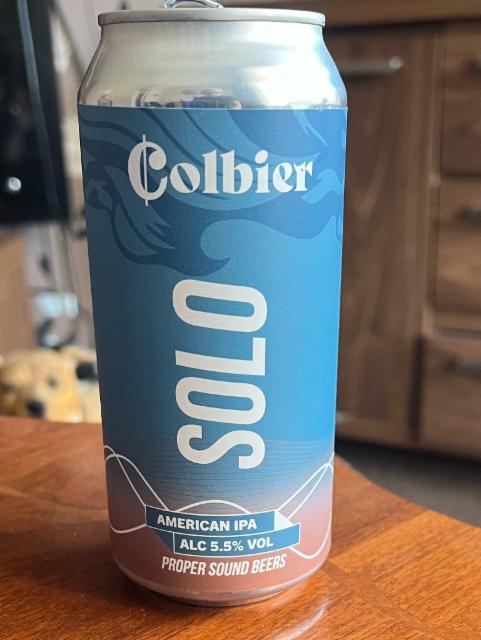 Colbier
SOLO
AMERICAN IPA
ALC 5.5% VOL
PROPER SOUND BEERS